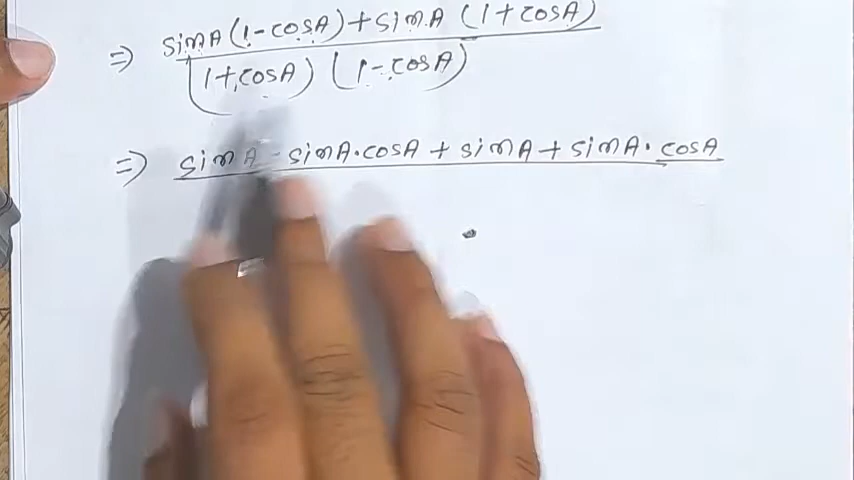 ⇒ sinA(1-cosA)+sinA (1+cosA)
(1+cosA) (1-cosA)
⇒ sinA - sinA.cosA + sinA + sinA. cosA